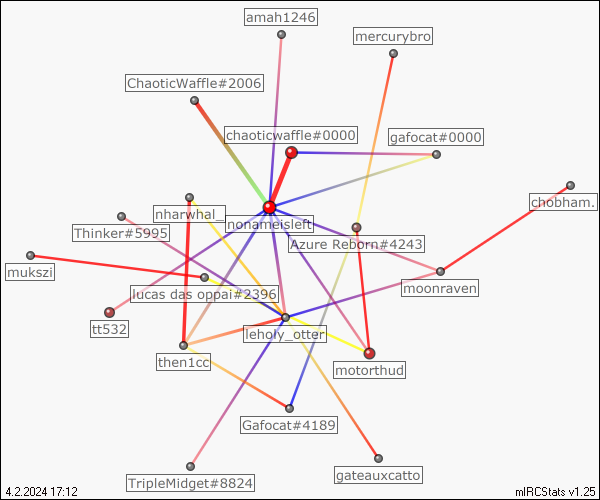 amah1246
mercurybro
ChaoticWaffle#2006
chaoticwaffle#0000
gafocat#0000
chobham.
nharwhal_
nonameisleft
Thinker#5995
Azure Reborn#4243
mukszi
lucas das oppai#2396
moonraven
tt532
leholy_otter
then1cc
motorthud
Gafocat#4189
TripleMidget#8824
gateauxcatto
4.2.2024 17:12
mIRCStats v1.25